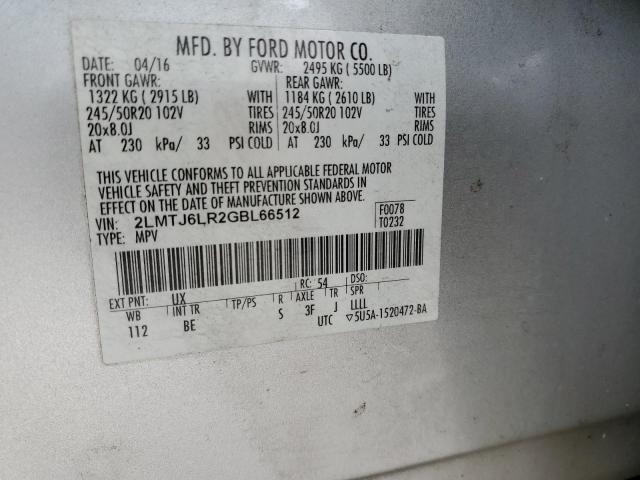 MFD. BY FORD MOTOR CO.
DATE: 04/16 GVWR: 2495 KG ( 5500 LB)
FRONT GAWR: REAR GAWR:
1322 KG ( 2915 LB) WITH 1184 KG ( 2610 LB) WITH
245/50R20 102V TIRES 245/50R20 102V TIRES
20x8.0J RIMS 20x8.0J RIMS
AT 230 kPa/ 33 PSI COLD AT 230 kPa/ 33 PSI COLD
THIS VEHICLE CONFORMS TO ALL APPLICABLE FEDERAL MOTOR
VEHICLE SAFETY AND THEFT PREVENTION STANDARDS IN
EFFECT ON THE DATE OF MANUFACTURE SHOWN ABOVE.
VIN: 2LMTJ6LR2GBL66512 F0078
TYPE: MPV T0232
EXT PNT: UX RC: 54 DSO:
WB INT TR TP/PS R AXLE TR SPR
112 BE S 3F J LLLL
UTC ▽5U5A-1520472-BA